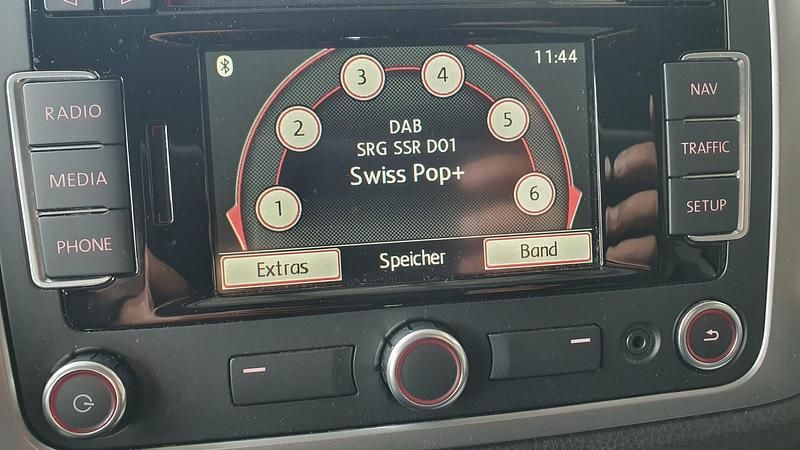 RADIO
MEDIA
PHONE
11:44
1
2
3
4
5
6
DAB
SRG SSR D01
Swiss Pop+
Extras
Speicher
Band
NAV
TRAFFIC
SETUP